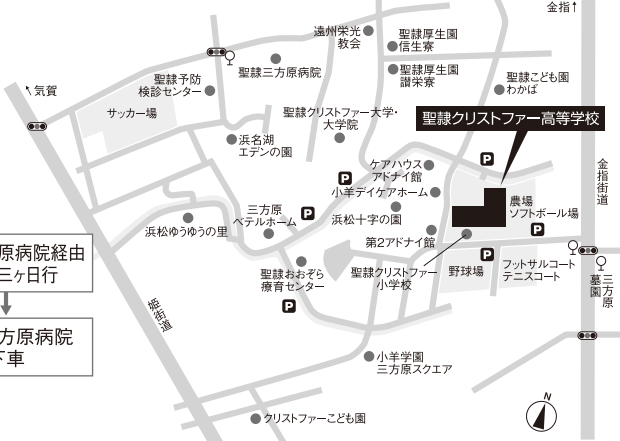 金指↑
遠州栄光
教会
聖隷厚生園
信生寮
聖隷三方原病院
聖隷厚生園
讃栄寮
↖気賀
聖隷予防
検診センター
聖隷こども園
わかば
サッカー場
聖隷クリストファー大学・
大学院
聖隷クリストファー高等学校
浜名湖
エデンの園
P
ケアハウス
アドナイ館
金指街道
P
小羊デイケアホーム
農場
ソフトボール場
三方原
ベテルホーム
P
浜松十字の園
浜松ゆうゆうの里
第2アドナイ館
P
原病院経由
三ヶ日行
聖隷おおぞら
療育センター
聖隷クリストファー
小学校
P
野球場
フットサルコート
テニスコート
三方原
墓園
P
姫街道
方原病院
下車
小羊学園
三方原スクエア
N
クリストファーこども園